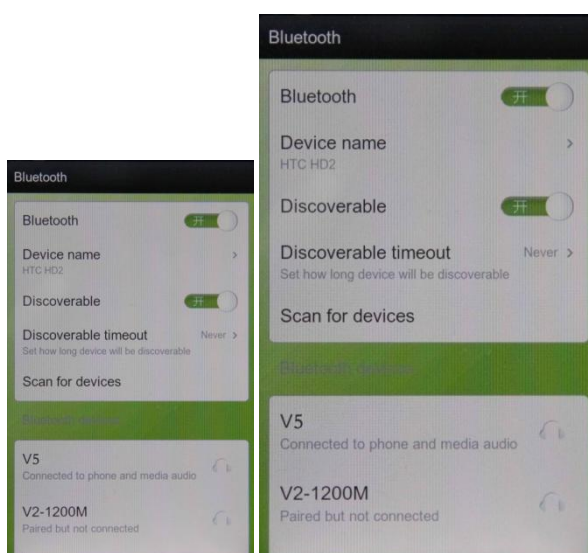 Bluetooth
Bluetooth
开
Device name
HTC HD2
Discoverable
开
Discoverable timeout
Never
Set how long device will be discoverable
Scan for devices
Bluetooth devices
V5
Connected to phone and media audio
V2-1200M
Paired but not connected
Bluetooth
Bluetooth
开
Device name
HTC HD2
Discoverable
开
Discoverable timeout
Never
Set how long device will be discoverable
Scan for devices
Bluetooth devices
V5
Connected to phone and media audio
V2-1200M
Paired but not connected